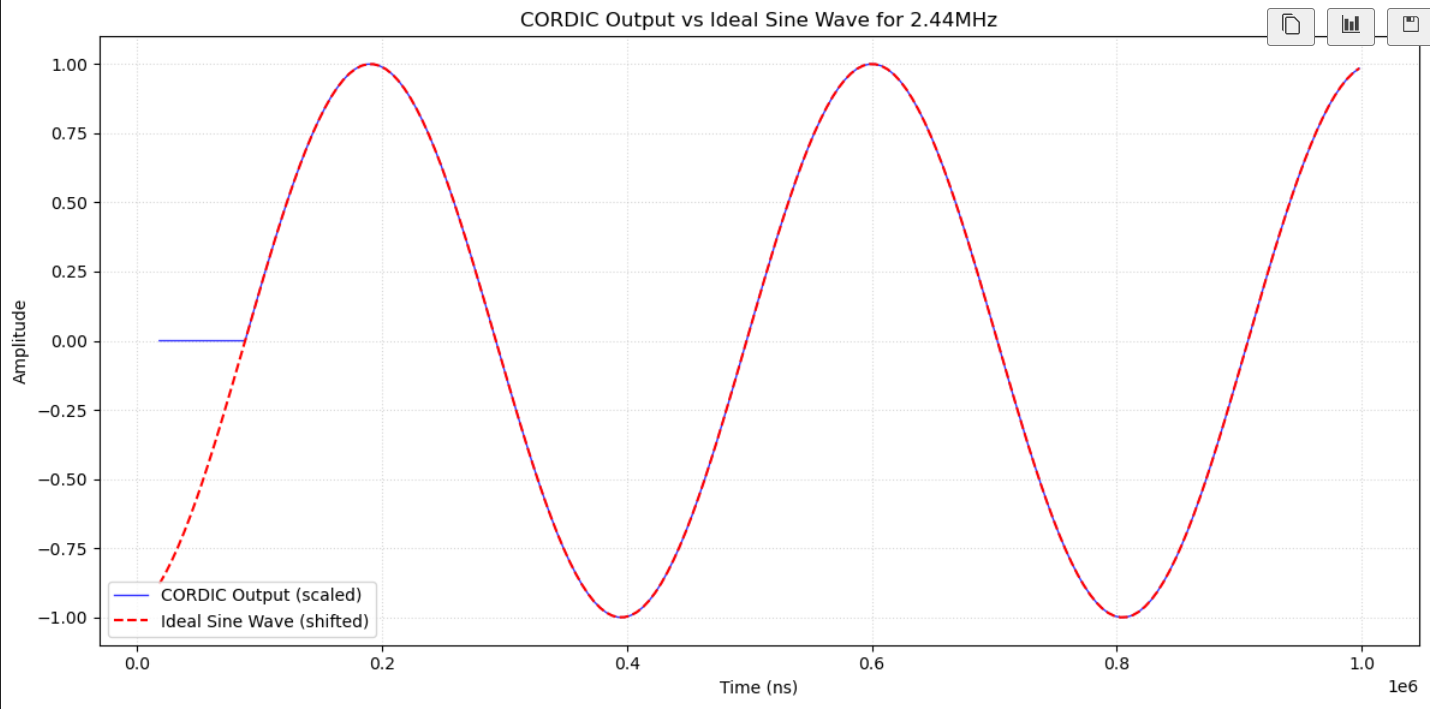 CORDIC Output vs Ideal Sine Wave for 2.44MHz
1.00
0.75
0.50
0.25
0.00
−0.25
−0.50
−0.75
−1.00
Amplitude
CORDIC Output (scaled)
Ideal Sine Wave (shifted)
0.0 0.2 0.4 0.6 0.8 1.0
Time (ns)
1e6